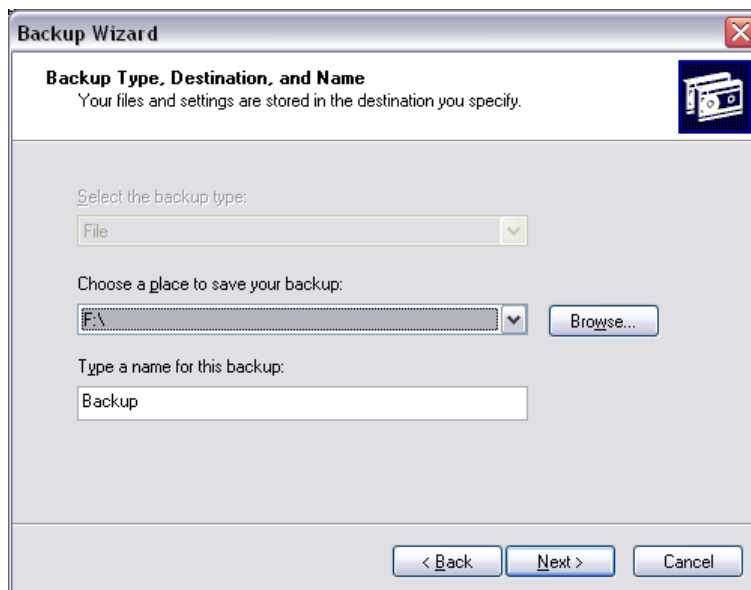 Backup Wizard
Backup Type, Destination, and Name
Your files and settings are stored in the destination you specify.
Select the backup type:
File
Choose a place to save your backup:
F:\
Browse...
Type a name for this backup:
Backup
< Back
Next >
Cancel